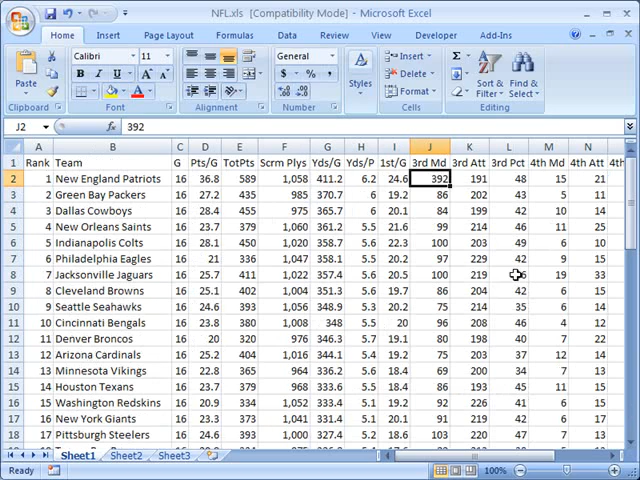 NFL.xls [Compatibility Mode] - Microsoft Excel
Home Insert Page Layout Formulas Data Review View Developer Add-Ins
Paste Calibri 11 General Styles Insert Delete Format Sort & Filter Find & Select
Clipboard Font Alignment Number Cells Editing
J2 392
A B C D E F G H I J K L M N
1 Rank Team G Pts/G TotPts Scrm Plys Yds/G Yds/P 1st/G 3rd Md 3rd Att 3rd Pct 4th Md 4th Att 4th
2 1 New England Patriots 16 36.8 589 1,058 411.2 6.2 24.6 392 191 48 15 21
3 2 Green Bay Packers 16 27.2 435 985 370.7 6 19.2 86 202 43 5 11
4 3 Dallas Cowboys 16 28.4 455 975 365.7 6 20.1 84 199 42 10 14
5 4 New Orleans Saints 16 23.7 379 1,060 361.2 5.5 21.6 99 214 46 11 25
6 5 Indianapolis Colts 16 28.1 450 1,020 358.7 5.6 22.3 100 203 49 6 10
7 6 Philadelphia Eagles 16 21 336 1,047 358.1 5.5 20.2 97 229 42 9 15
8 7 Jacksonville Jaguars 16 25.7 411 1,022 357.4 5.6 20.5 100 219 19 33
9 8 Cleveland Browns 16 25.1 402 1,004 351.3 5.6 19.7 86 204 42 6 14
10 9 Seattle Seahawks 16 24.6 393 1,056 348.9 5.3 20.2 75 214 35 6 14
11 10 Cincinnati Bengals 16 23.8 380 1,008 348 5.5 20 96 208 46 4 12
12 11 Denver Broncos 16 20 320 976 346.3 5.7 19.1 80 198 40 7 12
13 12 Arizona Cardinals 16 25.2 404 1,016 344.1 5.4 19.2 75 203 37 12 14
14 13 Minnesota Vikings 16 22.8 365 964 336.2 5.6 18.4 69 200 34 7 13
15 14 Houston Texans 16 23.7 379 968 333.6 5.5 18.4 86 193 45 11 15
16 15 Washington Redskins 16 20.9 334 1,052 333.4 5.1 19.2 92 226 41 6 15
17 16 New York Giants 16 23.3 373 1,041 331.4 5.1 20.1 91 219 42 6 17
18 17 Pittsburgh Steelers 16 24.6 393 1,000 327.4 5.2 18.6 103 220 47 7 13
Sheet1 Sheet2 Sheet3
Ready 100%